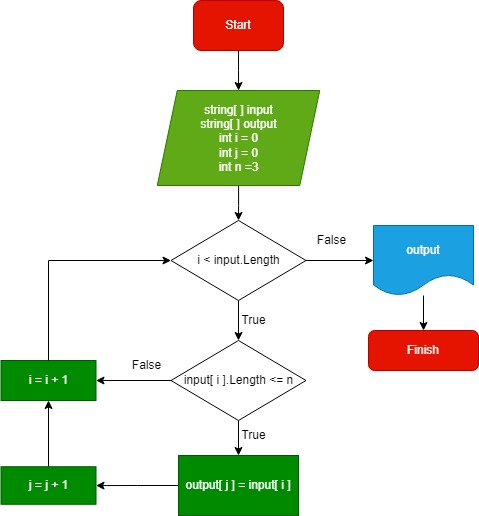 Start
string[ ] input
string[ ] output
int i = 0
int j = 0
int n =3
i < input.Length
False
output
True
Finish
False
input[ i ].Length <= n
i = i + 1
True
j = j + 1
output[ j ] = input[ i ]